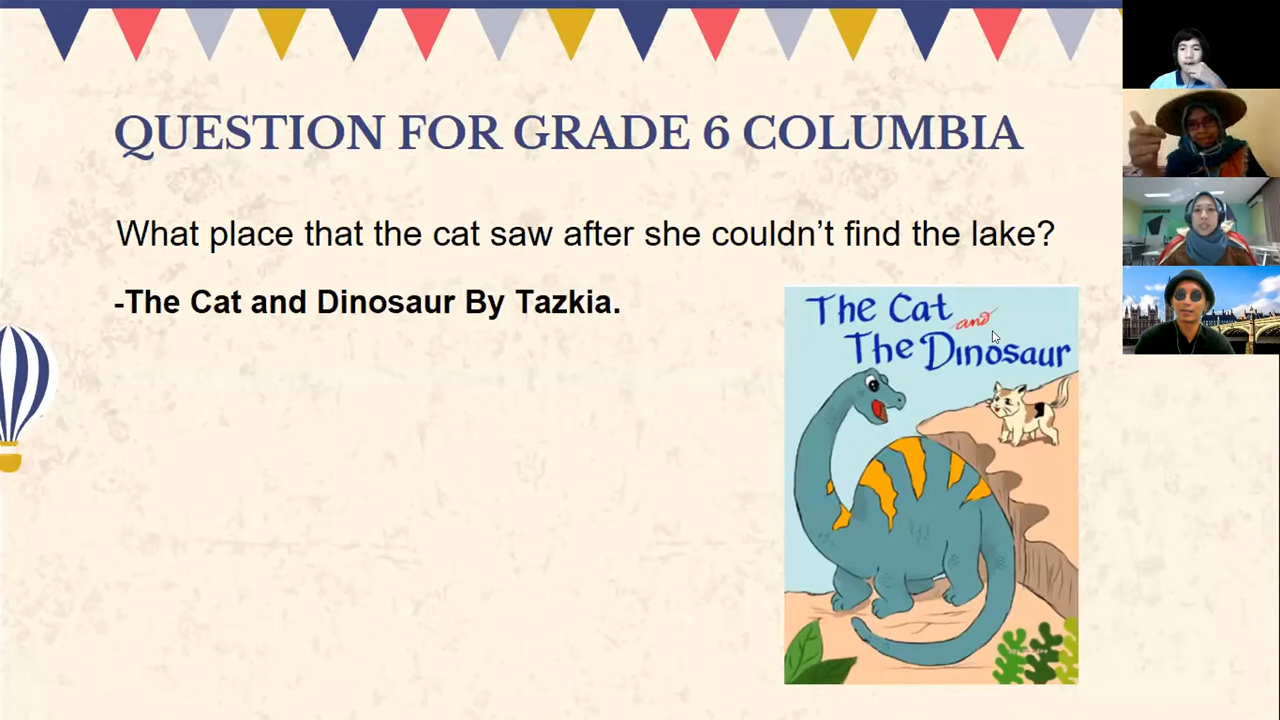 QUESTION FOR GRADE 6 COLUMBIA
What place that the cat saw after she couldn't find the lake?
-The Cat and Dinosaur By Tazkia.
The Cat
and
The Dinosaur